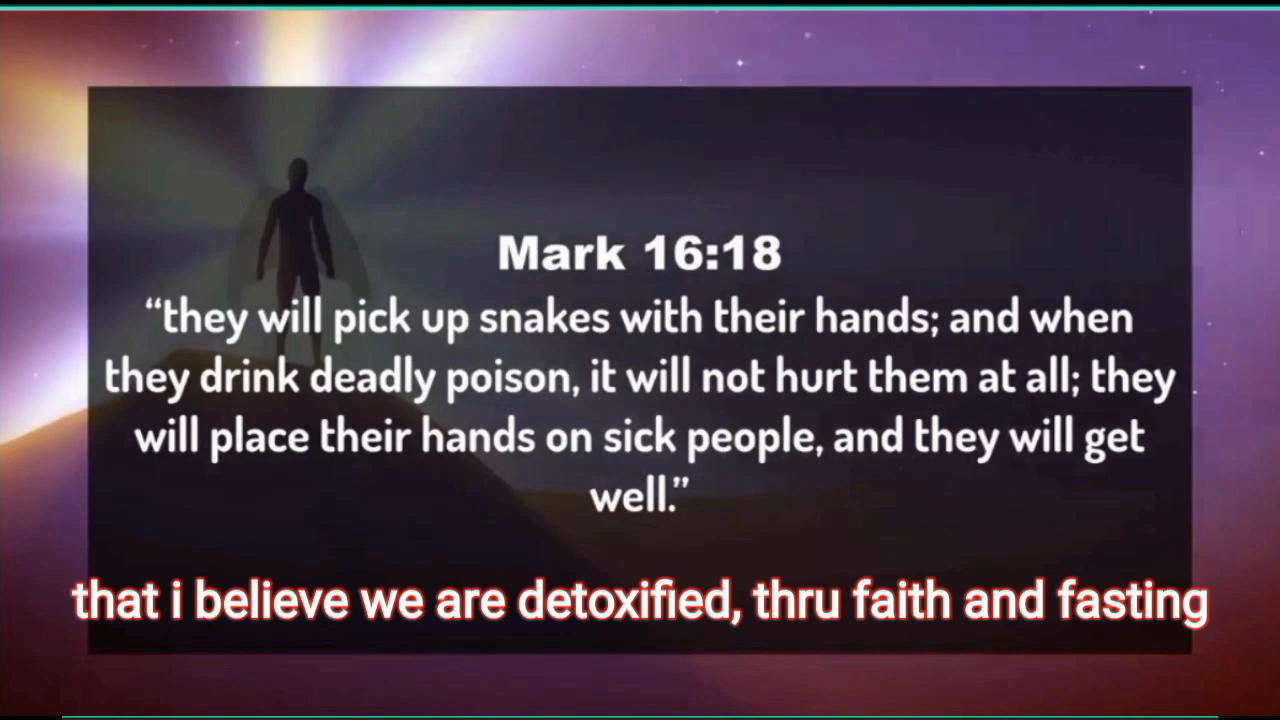 Mark 16:18
“they will pick up snakes with their hands; and when
they drink deadly poison, it will not hurt them at all; they
will place their hands on sick people, and they will get
well.”
that i believe we are detoxified, thru faith and fasting